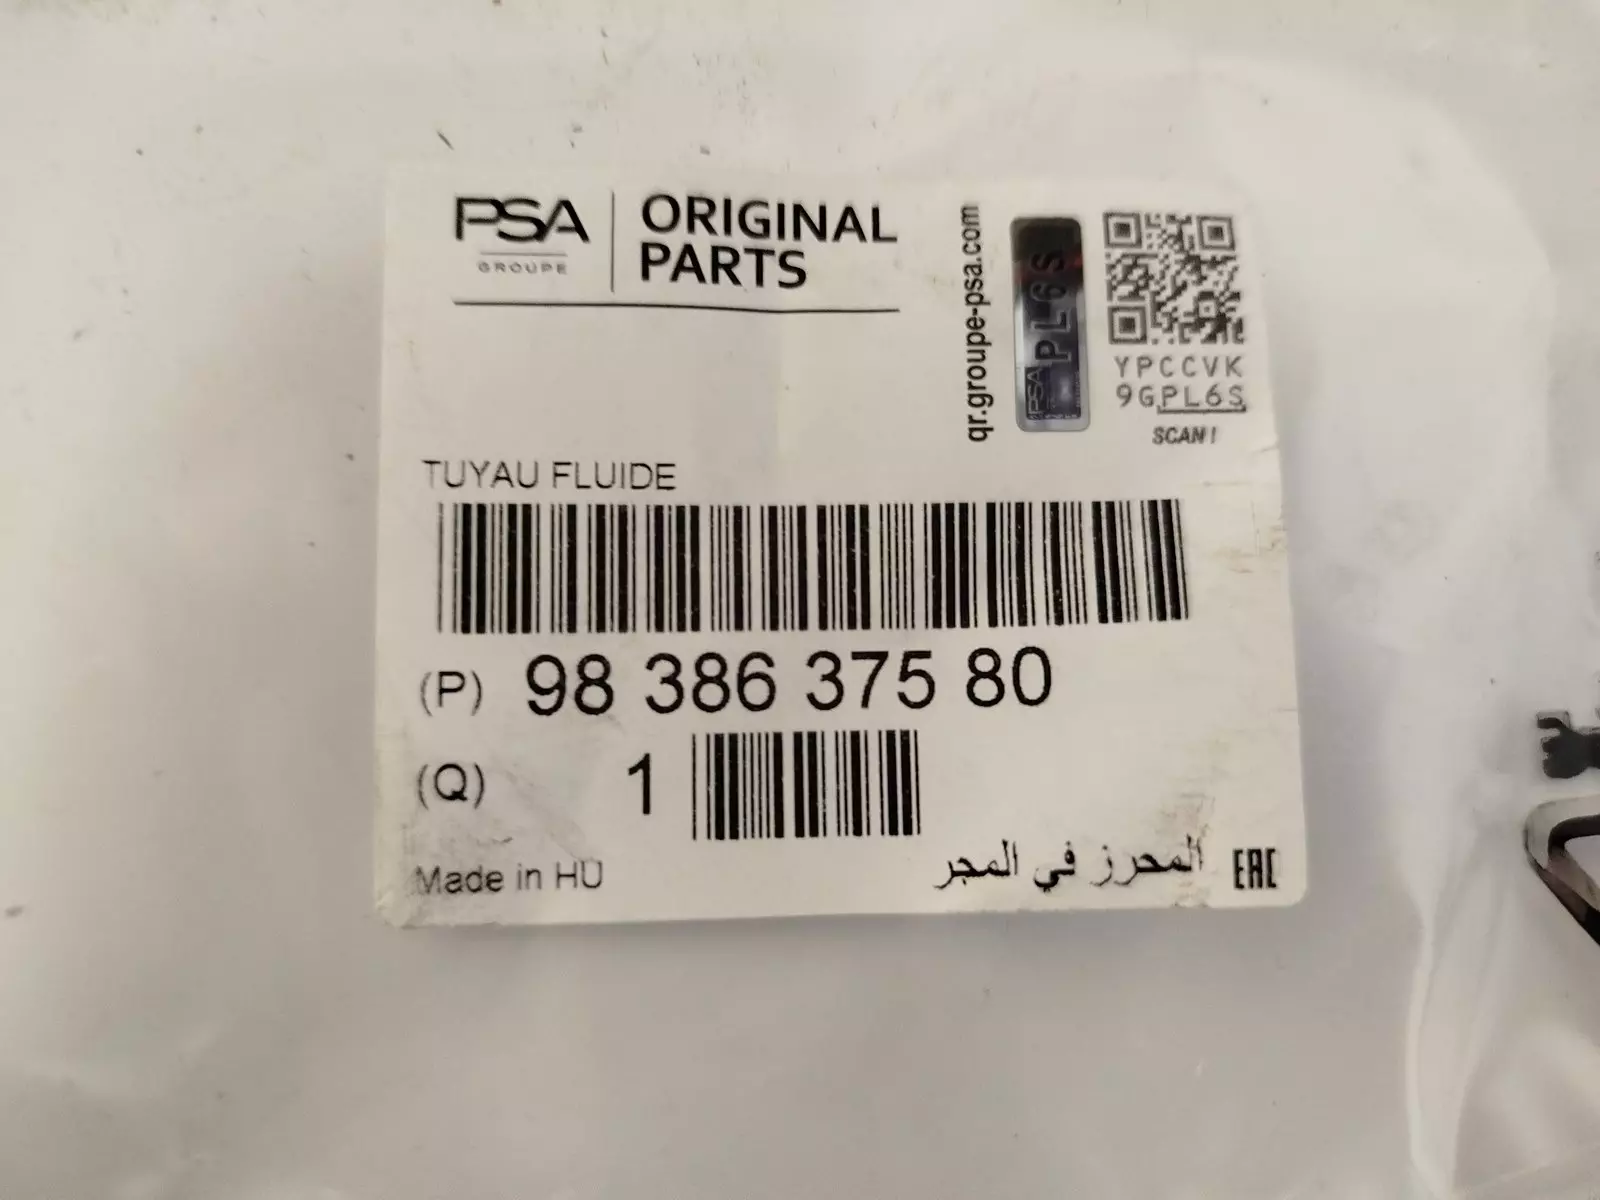 PSA
GROUPE
ORIGINAL
PARTS
qr.groupe-psa.com
PSA
PL6S
YPCCVK
9GPL6S
SCAN!
TUYAU FLUIDE
(P) 98 386 375 80
(Q) 1
Made in HU
المحرز في المجر
EAC